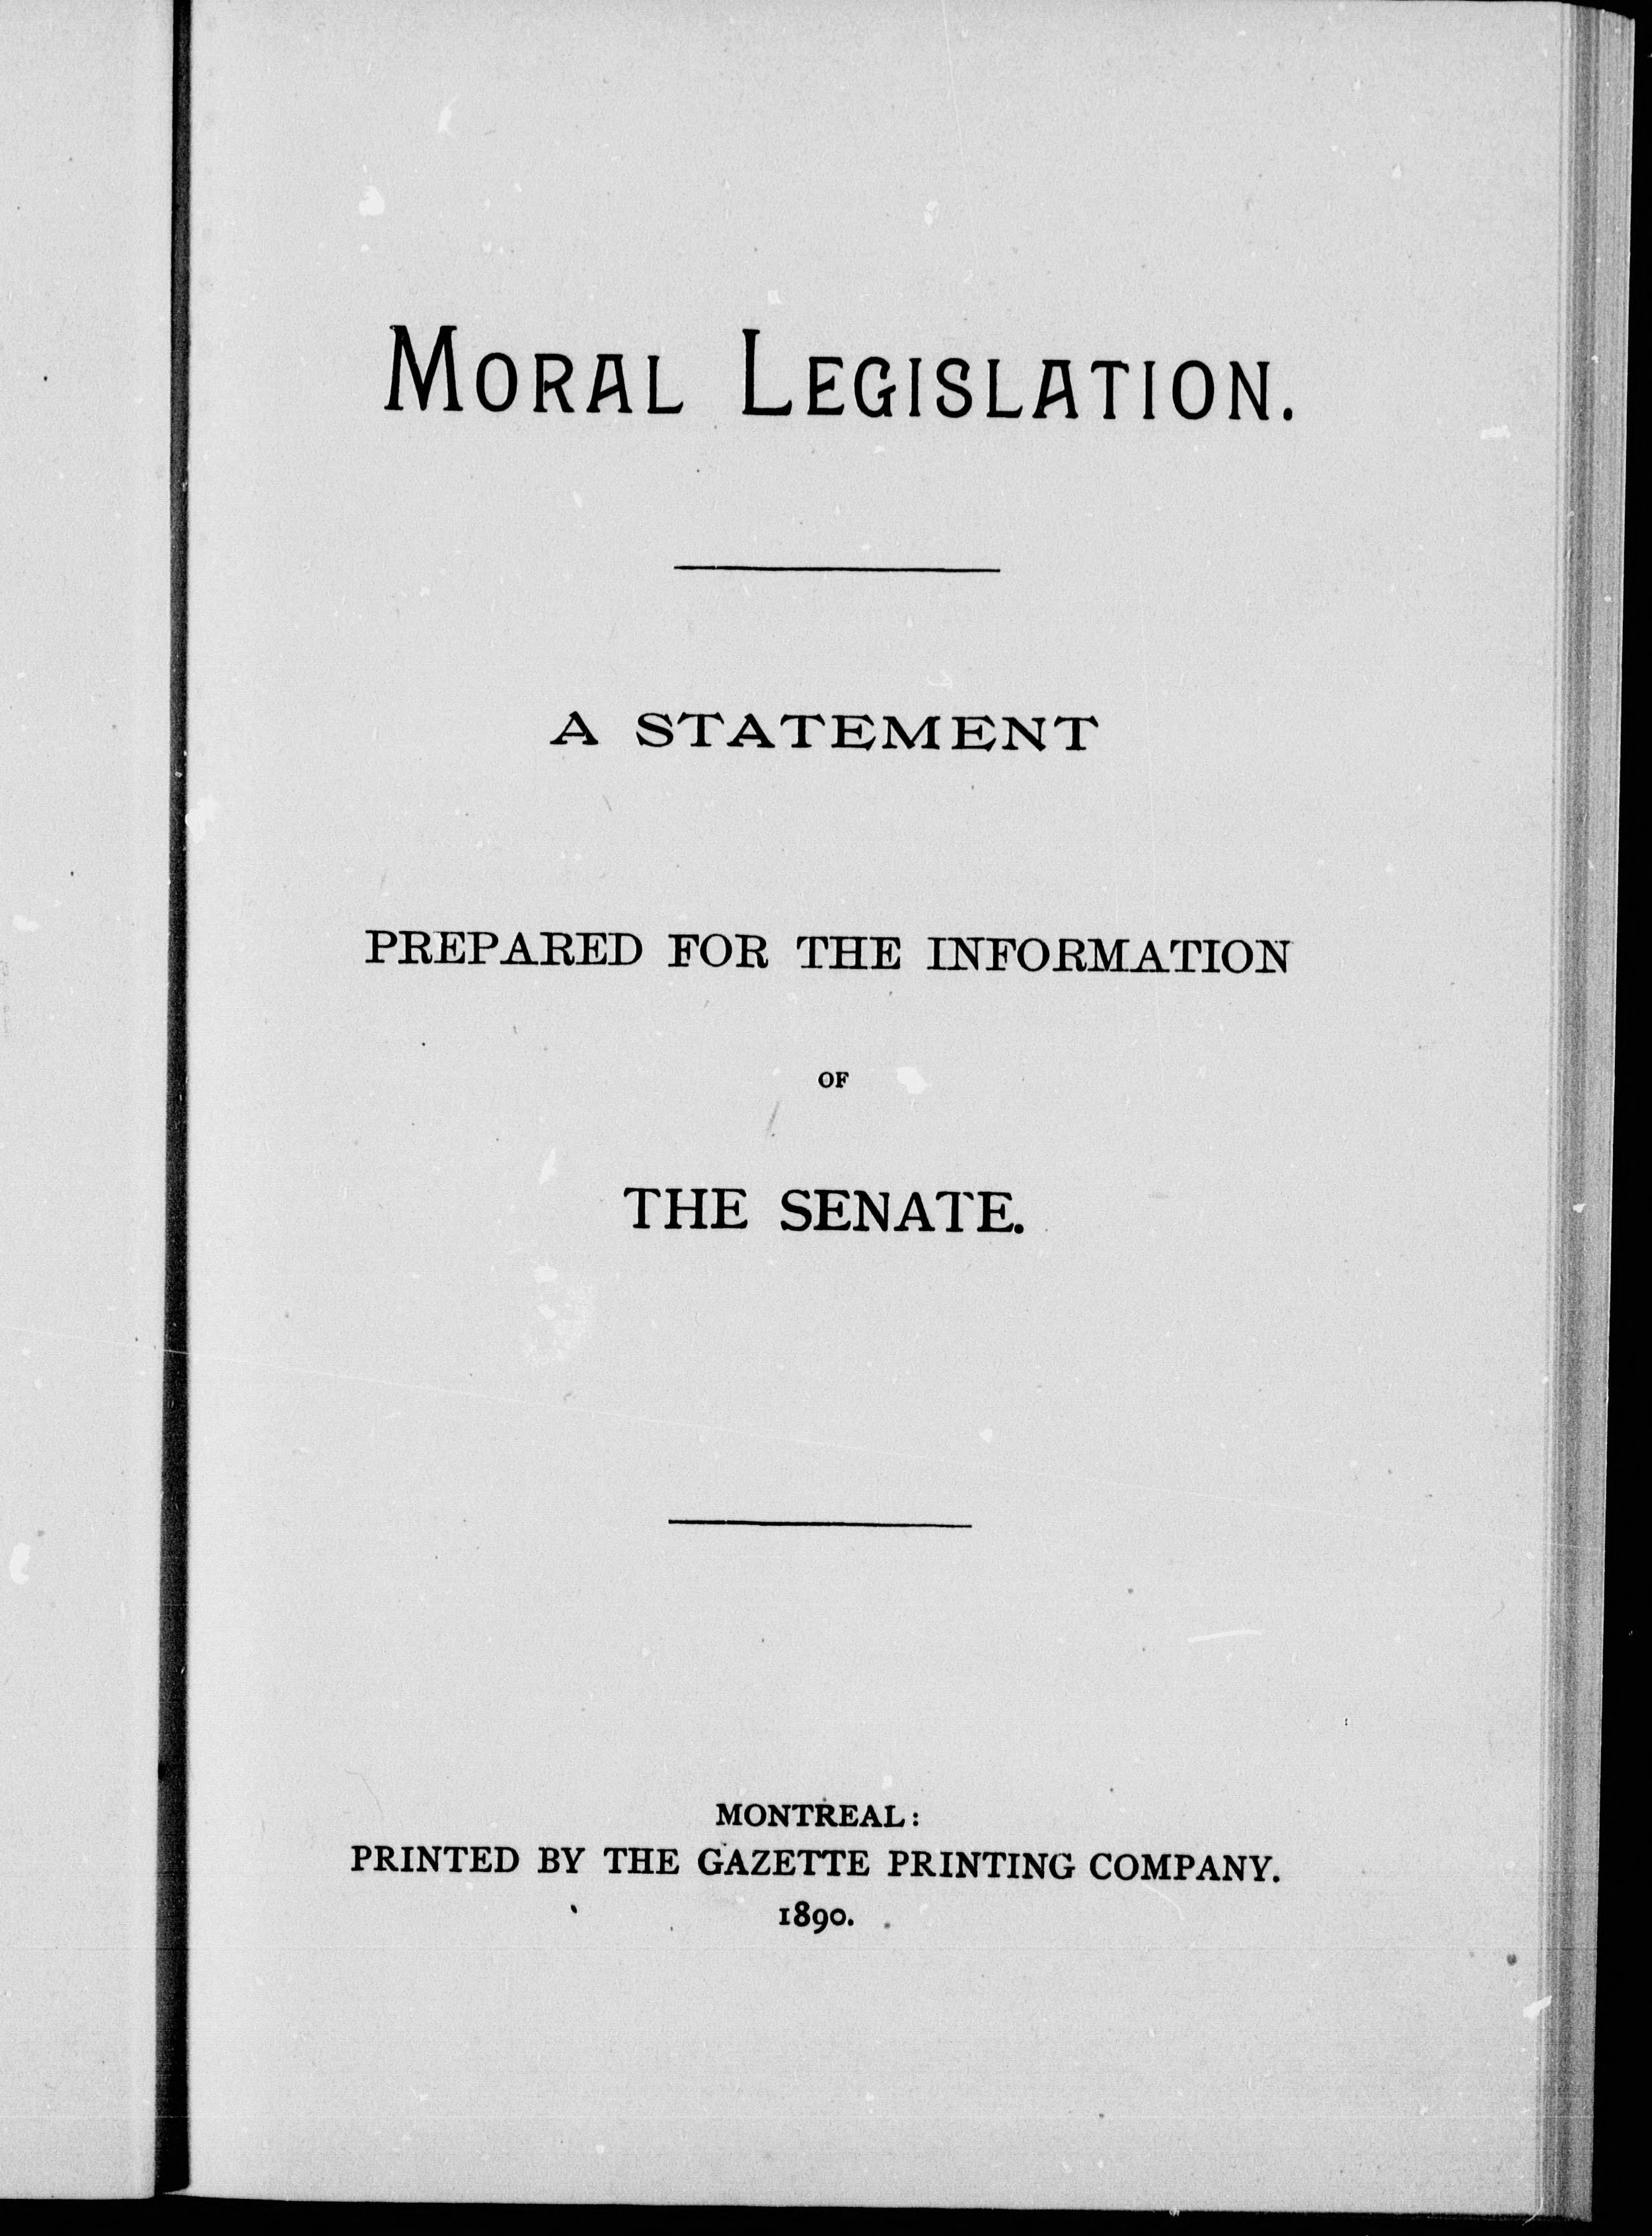 MORAL LEGISLATION.
A STATEMENT
PREPARED FOR THE INFORMATION
OF
THE SENATE.
MONTREAL:
PRINTED BY THE GAZETTE PRINTING COMPANY.
1890.